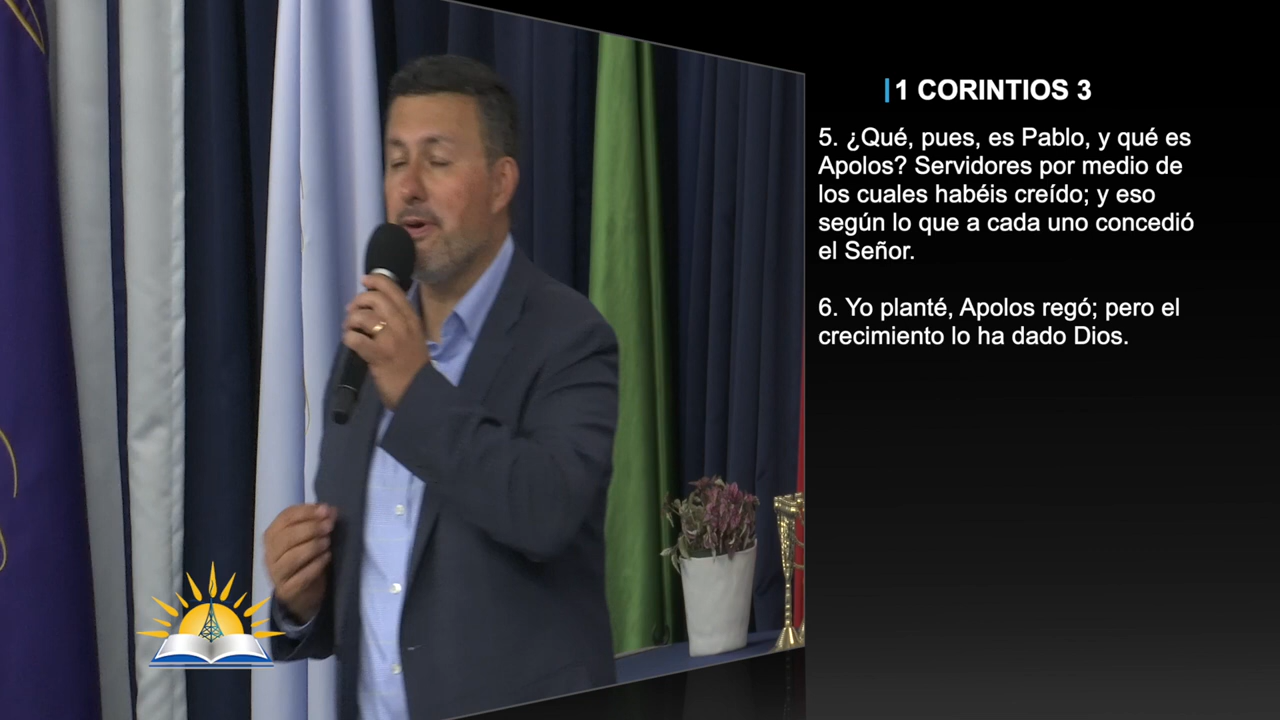 1 CORINTIOS 3
5. ¿Qué, pues, es Pablo, y qué es
Apolos? Servidores por medio de
los cuales habéis creído; y eso
según lo que a cada uno concedió
el Señor.
6. Yo planté, Apolos regó; pero el
crecimiento lo ha dado Dios.